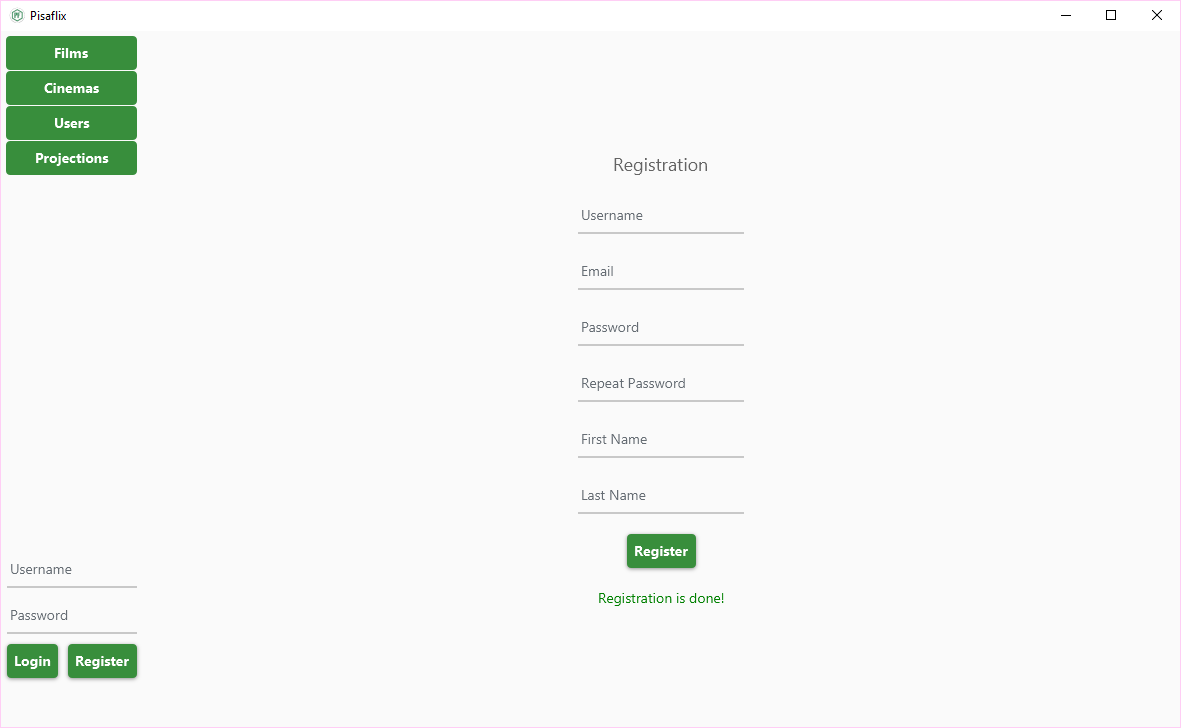 Pisaflix
Films
Cinemas
Users
Projections
Registration
Username
Email
Password
Repeat Password
First Name
Last Name
Register
Registration is done!
Username
Password
Login Register